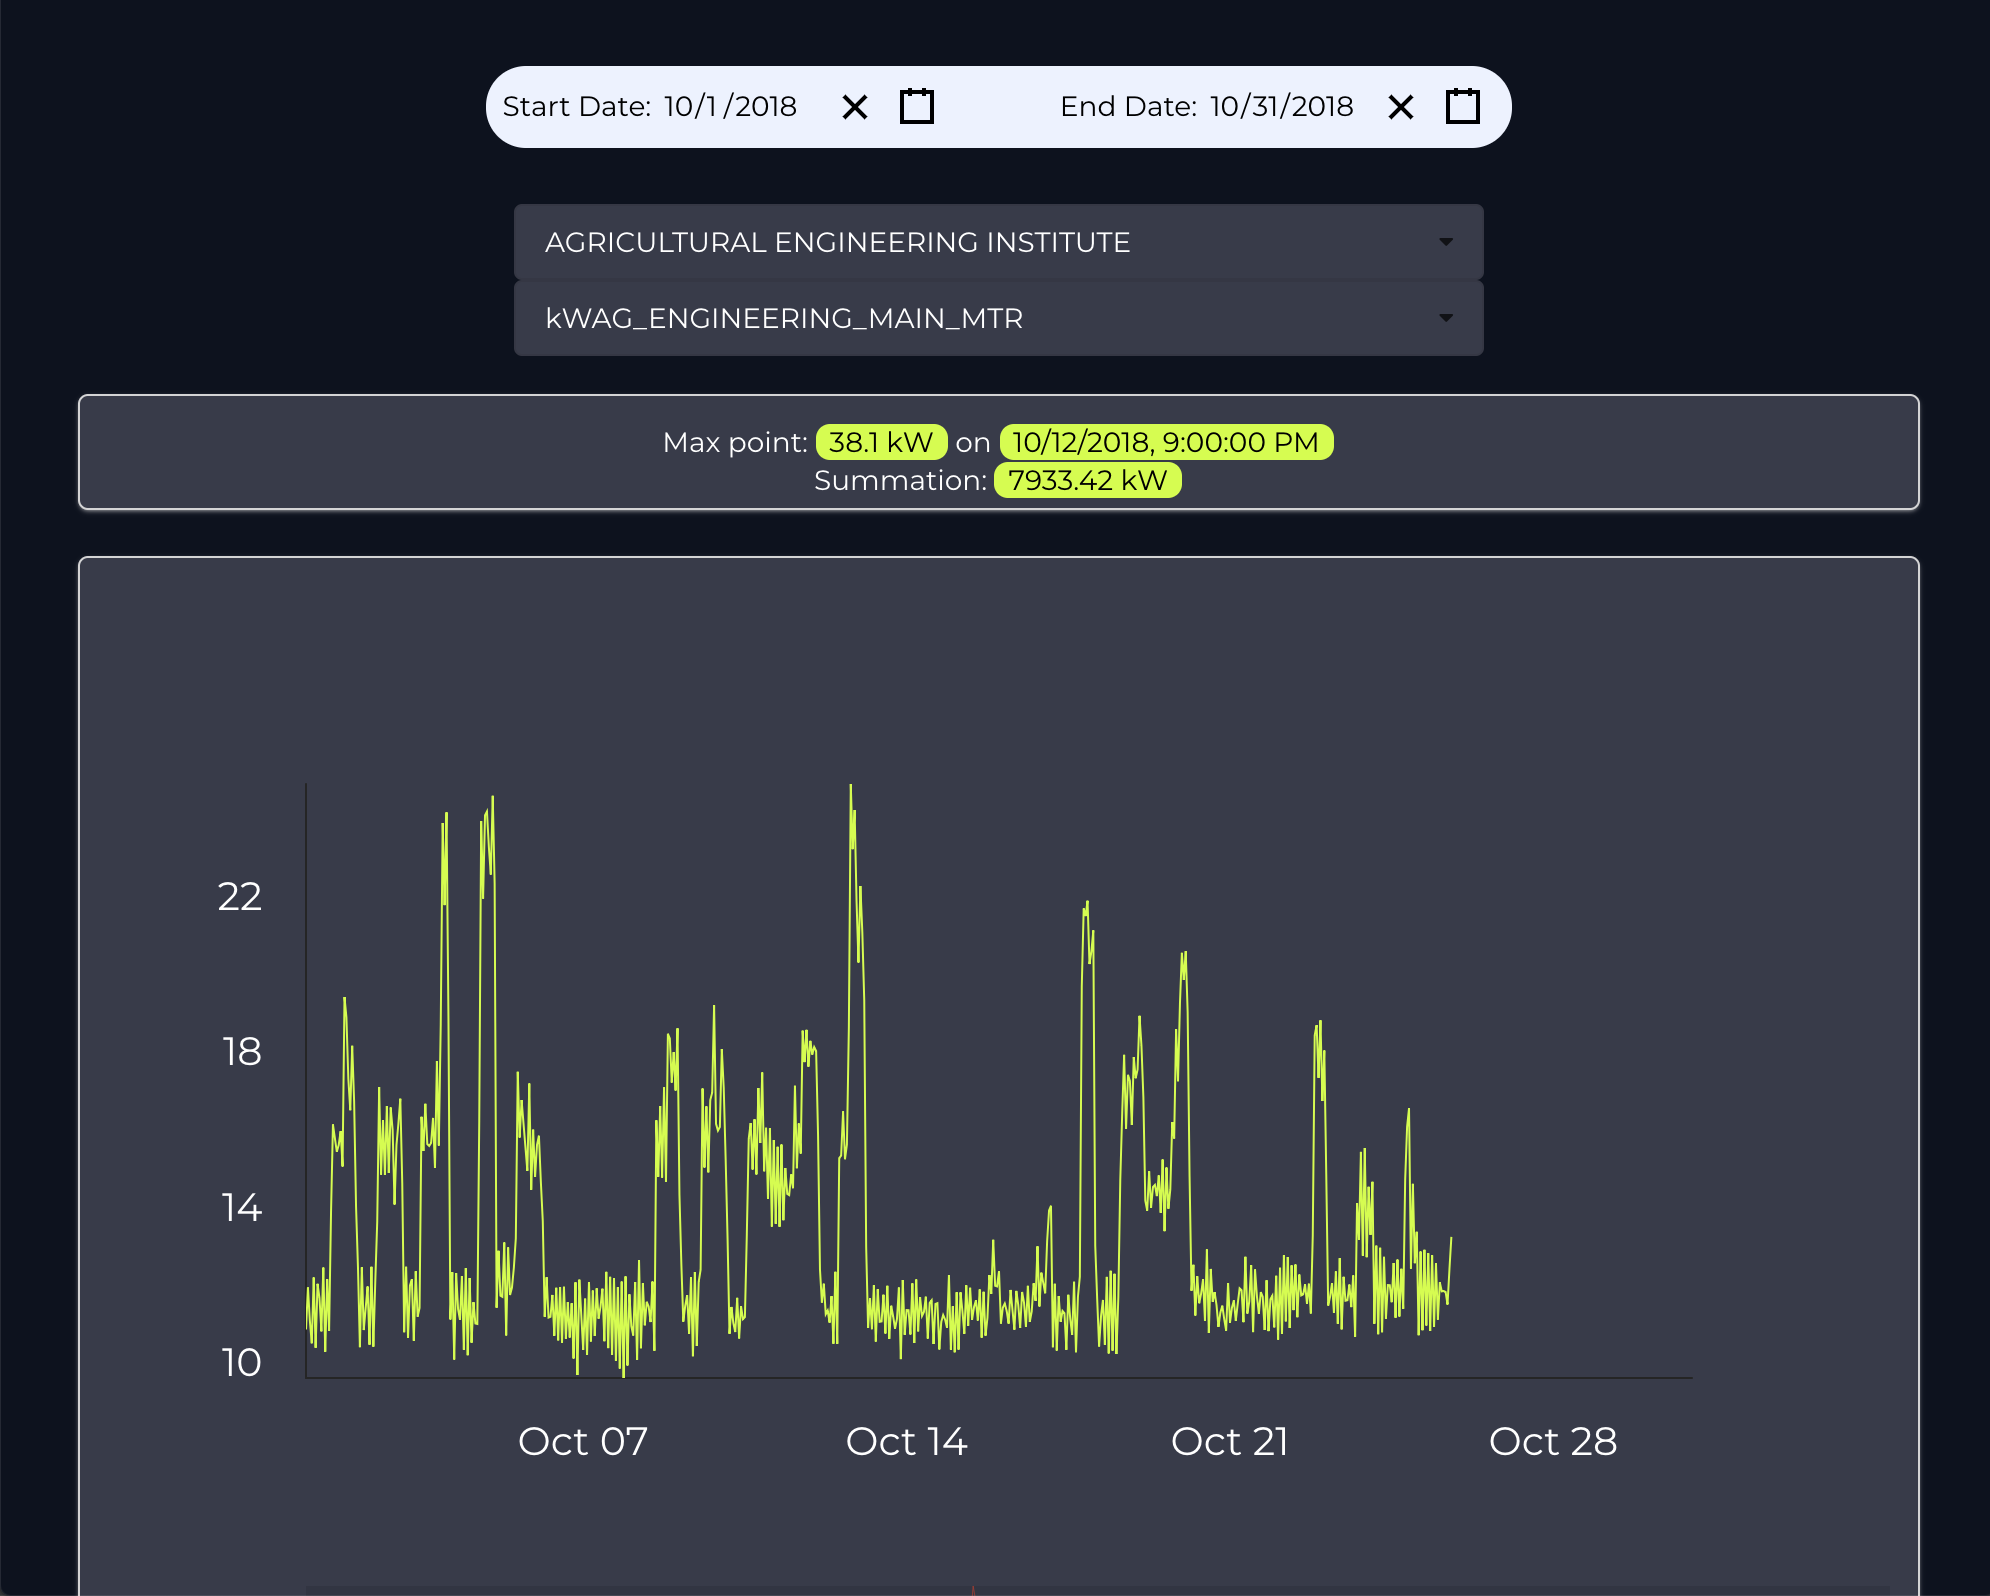 Start Date: 10/1 /2018 End Date: 10/31/2018
AGRICULTURAL ENGINEERING INSTITUTE
kWAG_ENGINEERING_MAIN_MTR
Max point: 38.1 kW on 10/12/2018, 9:00:00 PM
Summation: 7933.42 kW
22
18
14
10
Oct 07 Oct 14 Oct 21 Oct 28